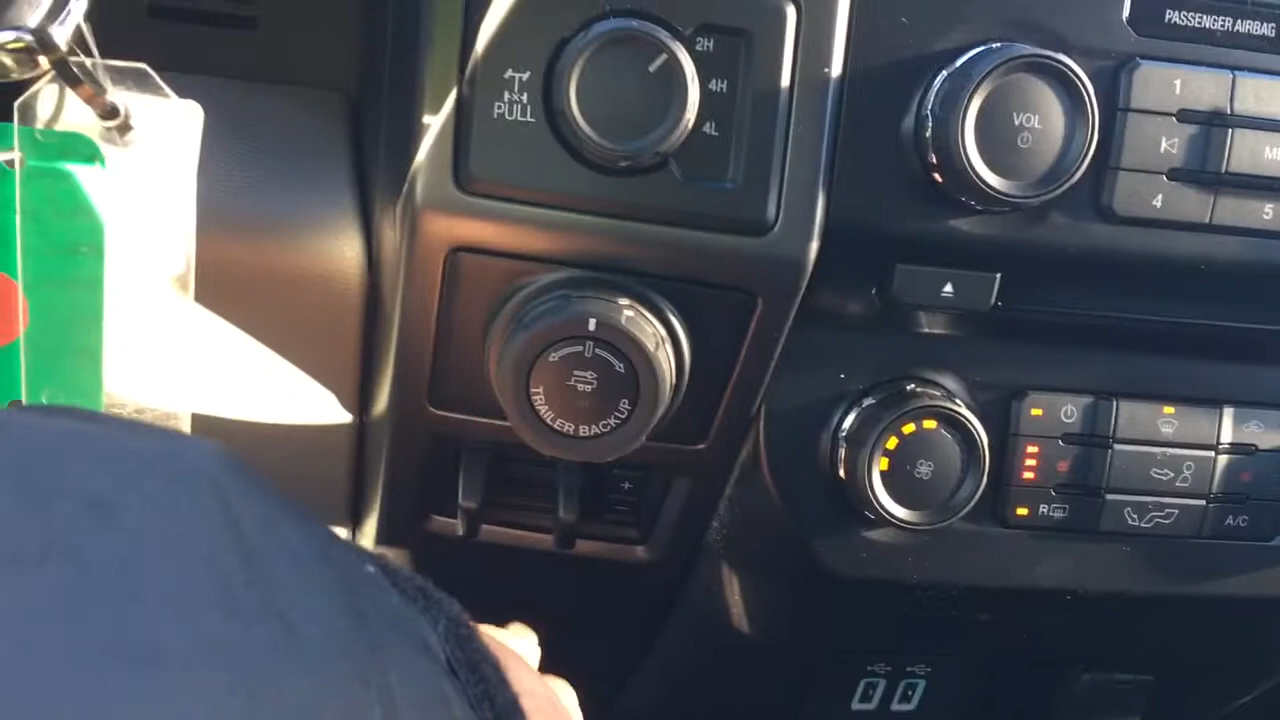 PASSENGER AIRBAG
2H
4H
4L
PULL
VOL
1
4
5
TRAILER BACKUP
+
R
A/C